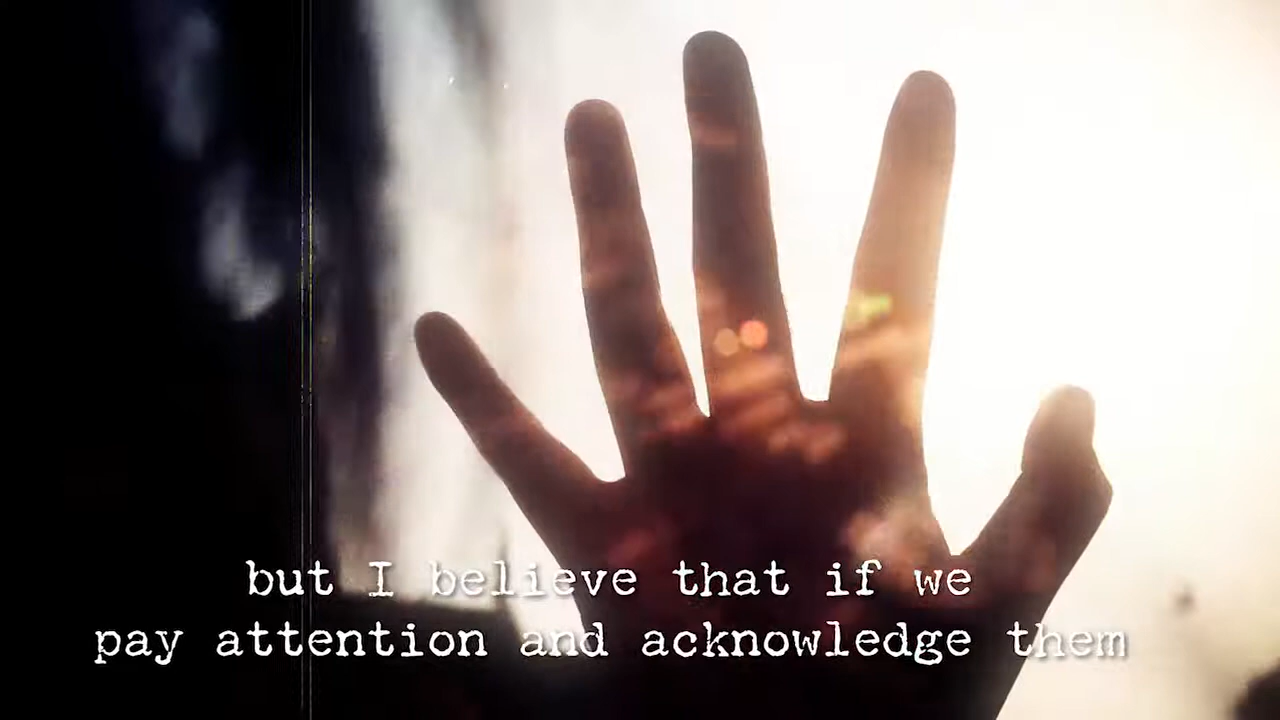 but I believe that if we
pay attention and acknowledge them